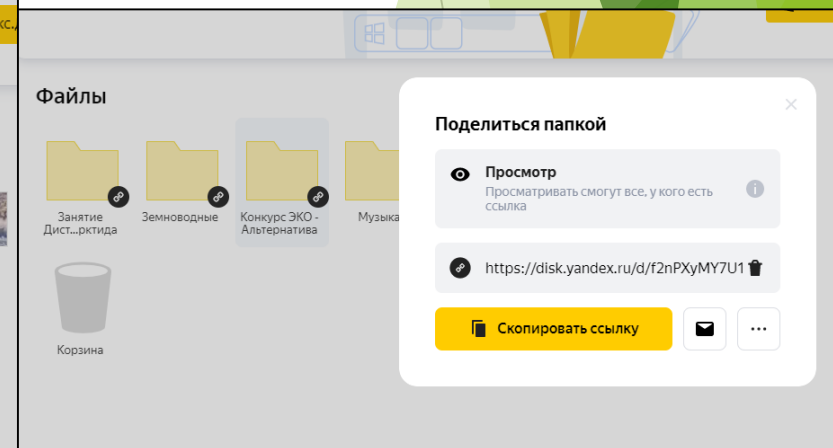 кс.
Файлы
Занятие
Дист...рктида
Земноводные
Конкурс ЭКО -
Альтернатива
Музыка
Корзина
Поделиться папкой
Просмотр
Просматривать смогут все, у кого есть
ссылка
https://disk.yandex.ru/d/f2nPXyMY7U1
Скопировать ссылку